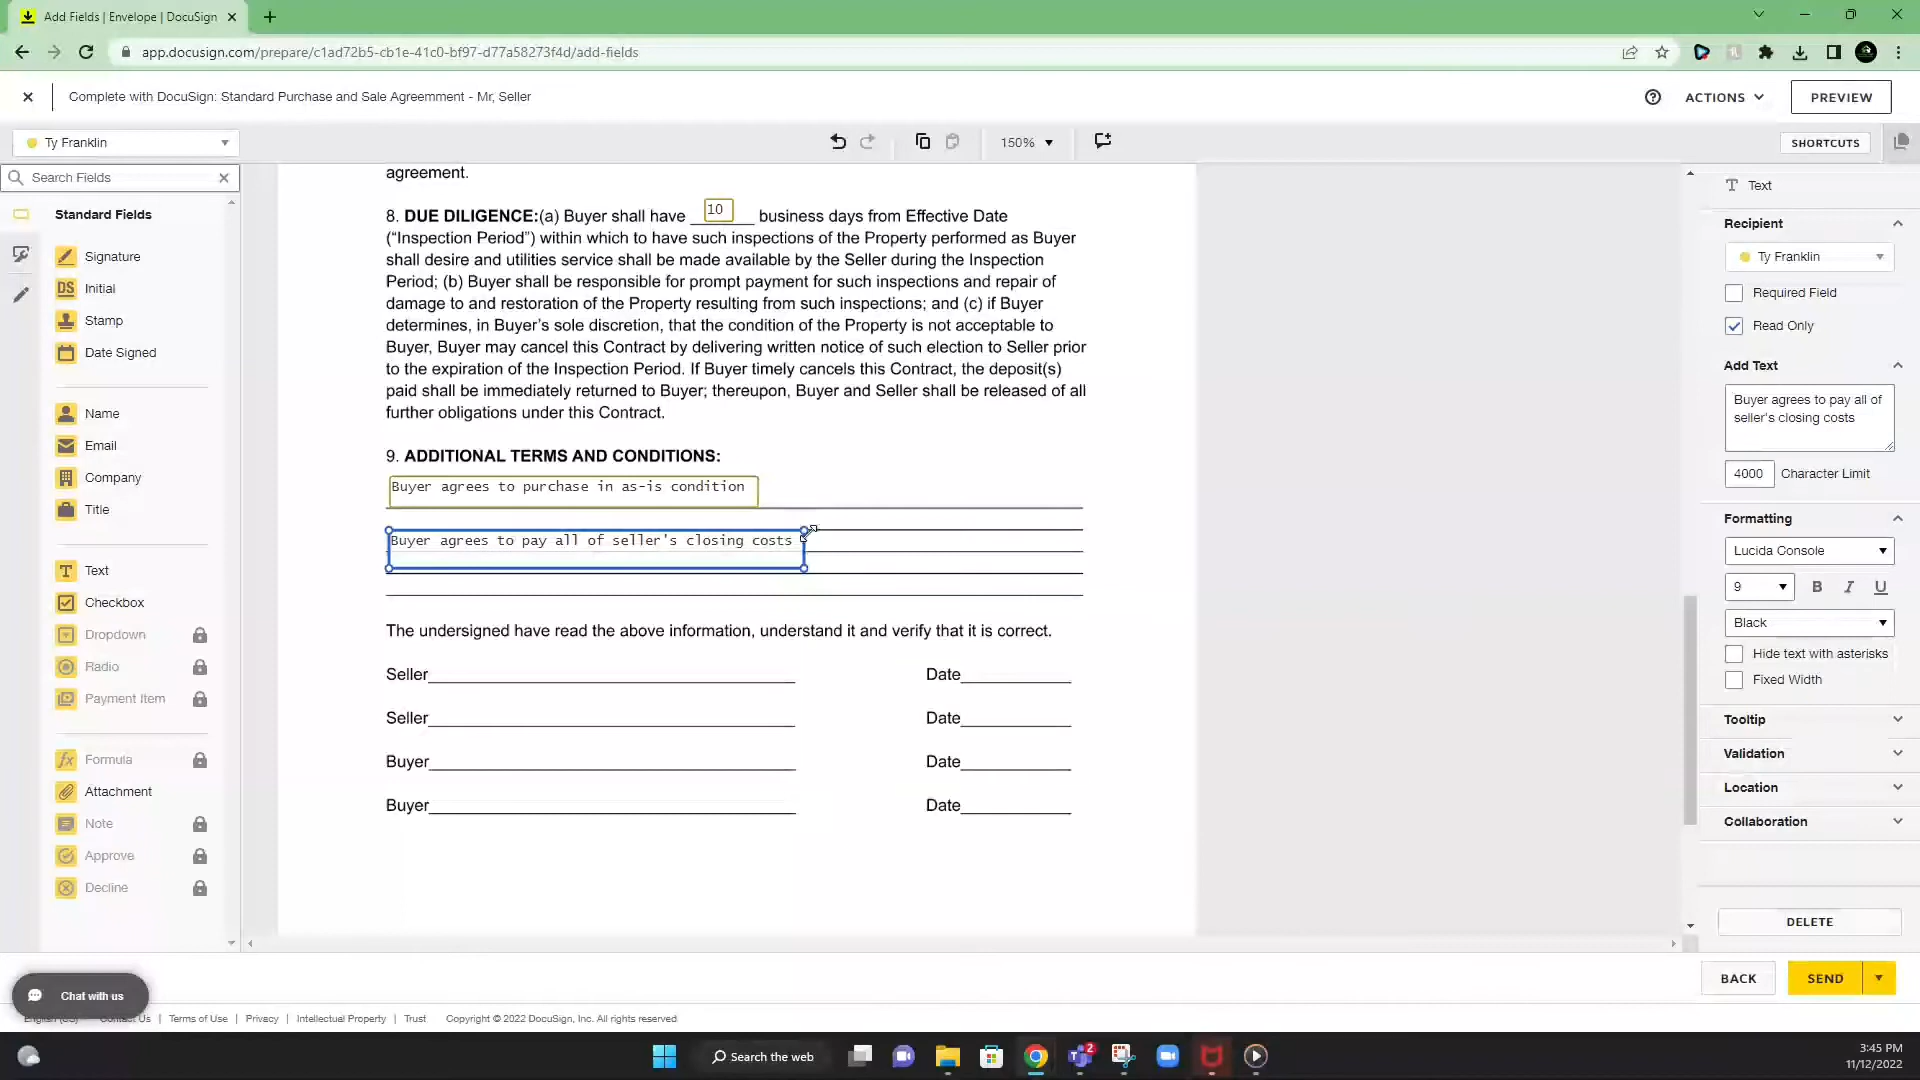 Add Fields | Envelope | DocuSign
app.docusign.com/prepare/c1ad72b5-cb1e-41c0-bf97-d77a58273f4d/add-fields
Complete with DocuSign: Standard Purchase and Sale Agreemment - Mr, Seller
ACTIONS
PREVIEW
Ty Franklin
150%
SHORTCUTS
Search Fields
Standard Fields
Signature
DS Initial
Stamp
Date Signed
Name
Email
Company
Title
T Text
Checkbox
Dropdown
Radio
Payment Item
fx Formula
Attachment
Note
Approve
Decline
agreement.
8. DUE DILIGENCE:(a) Buyer shall have 10 business days from Effective Date
(“Inspection Period”) within which to have such inspections of the Property performed as Buyer
shall desire and utilities service shall be made available by the Seller during the Inspection
Period; (b) Buyer shall be responsible for prompt payment for such inspections and repair of
damage to and restoration of the Property resulting from such inspections; and (c) if Buyer
determines, in Buyer’s sole discretion, that the condition of the Property is not acceptable to
Buyer, Buyer may cancel this Contract by delivering written notice of such election to Seller prior
to the expiration of the Inspection Period. If Buyer timely cancels this Contract, the deposit(s)
paid shall be immediately returned to Buyer; thereupon, Buyer and Seller shall be released of all
further obligations under this Contract.
9. ADDITIONAL TERMS AND CONDITIONS:
Buyer agrees to purchase in as-is condition
Buyer agrees to pay all of seller's closing costs
The undersigned have read the above information, understand it and verify that it is correct.
Seller Date
Seller Date
Buyer Date
Buyer Date
T Text
Recipient
Ty Franklin
Required Field
Read Only
Add Text
Buyer agrees to pay all of
seller's closing costs
4000 Character Limit
Formatting
Lucida Console
9 B I U
Black
Hide text with asterisks
Fixed Width
Tooltip
Validation
Location
Collaboration
DELETE
BACK
SEND
Chat with us
Terms of Use | Privacy | Intellectual Property | Trust Copyright © 2022 DocuSign, Inc. All rights reserved
Search the web
2
3:45 PM
11/12/2022